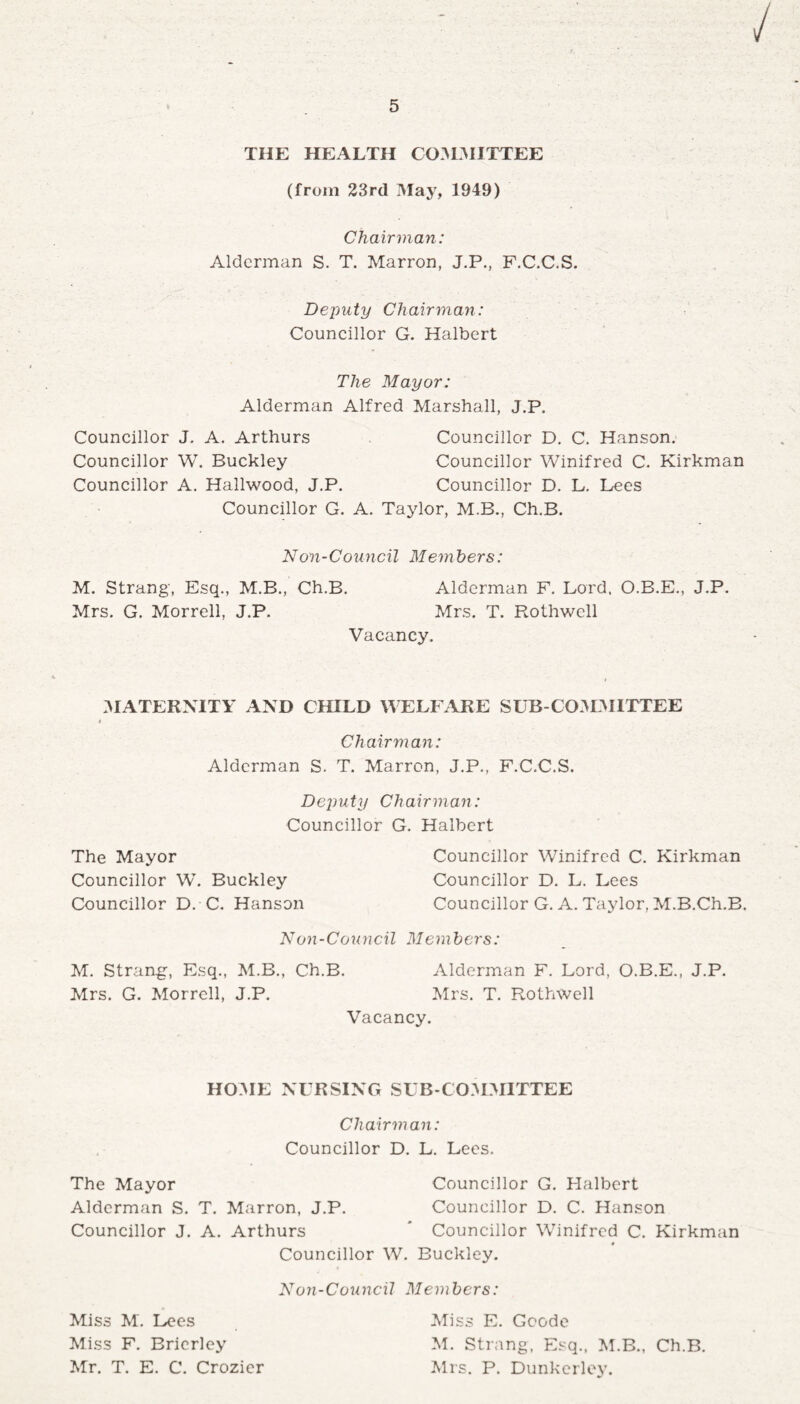 5
THE HEALTH COMMITTEE
(from 23rd May, 1949)
Chairman:
Alderman S. T. Marron, J.P., F.C.C.S.
Deputy Chairman:
Councillor G. Halbert
The Mayor:
Alderman Alfred Marshall, J.P.
Councillor J. A. Arthurs Councillor D. C. Hanson.
Councillor W. Buckley Councillor Winifred C. Kirkman
Councillor A. Hallwood, J.P. Councillor D. L. Lees
Councillor G. A. Taylor, M.B., Ch.B.
Non-Council Members:
M. Strang, Esq., M.B., Ch.B. Alderman F. Lord, O.B.E., J.P.
Mrs. G. Morrell, J.P. Mrs. T. Rothwell
Vacancy.
MATERNITY AND CHILD WELFARE SUB-COMMITTEE
Chairman:
Alderman S. T. Marron, J.P., F.C.C.S.
Deputy Chairman:
Councillor G. Halbert
The Mayor Councillor Winifred C. Kirkman
Councillor W. Buckley Councillor D. L. Lees
Councillor D. C. Hanson Councillor G. A. Taylor, M.B.Ch.B.
Non-Council Members:
M. Strang, Esq., M.B., Ch.B. Alderman F. Lord, O.B.E., J.P.
Mrs. G. Morrell, J.P. Mrs. T. Rothwell
Vacancy.
HOME NURSING SUB-COMMITTEE
Chairman:
Councillor D. L. Lees.
The Mayor Councillor G. Halbert
Alderman S. T. Marron, J.P. Councillor D. C. Hanson
Councillor J. A. Arthurs Councillor Winifred C. Kirkman
Councillor W. Buckley.
Non-Council Members:
Miss M. Lees Miss E. Goode
Miss F. Brierley M. Strang, Esq., M.B., Ch.B.
Mr. T. E. C. Crozier Mrs. P. Dunkerley.